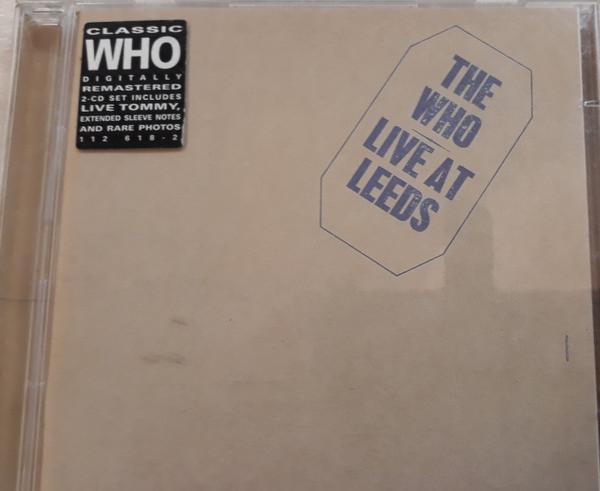 CLASSIC
WHO
DIGITALLY
REMASTERED
2-CD SET INCLUDES
LIVE TOMMY,
EXTENDED SLEEVE NOTES
AND RARE PHOTOS
112 618-2
THE
WHO
LIVE AT
LEEDS